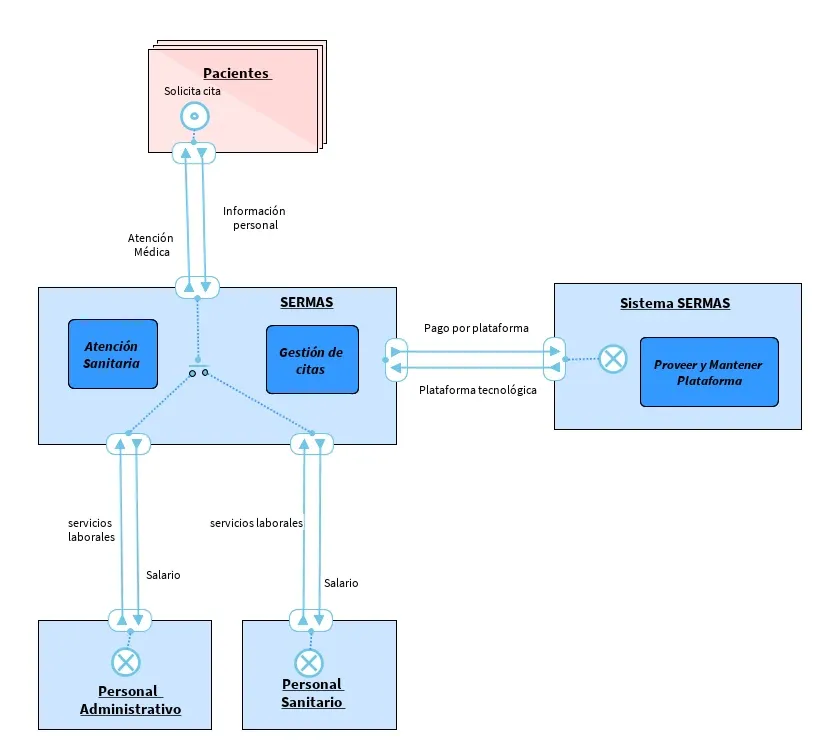 Pacientes
Solicita cita
Información
personal
Atención
Médica
SERMAS
Atención
Sanitaria
Gestión de
citas
Pago por plataforma
Plataforma tecnológica
Sistema SERMAS
Proveer y Mantener
Plataforma
servicios
laborales
Salario
servicios laborales
Salario
Personal
Administrativo
Personal
Sanitario